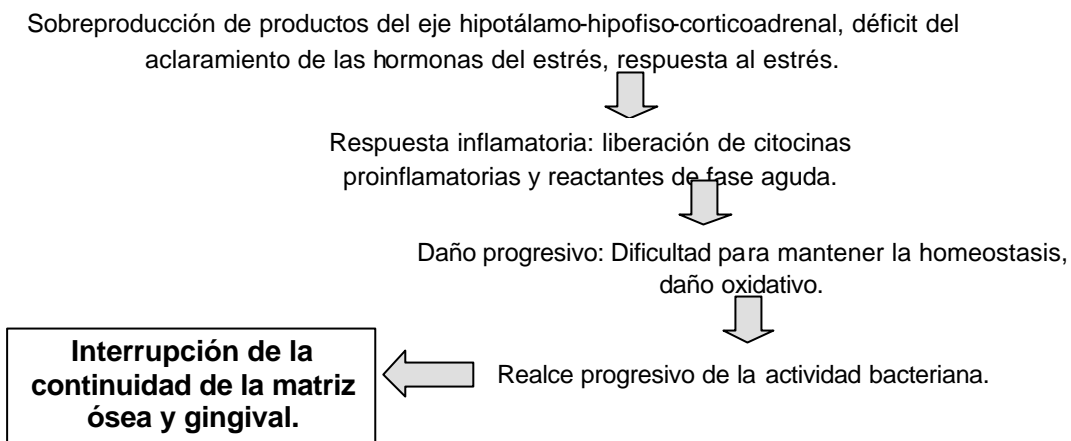 Sobreproducción de productos del eje hipotálamo-hipofiso-corticoadrenal, déficit del
aclaramiento de las hormonas del estrés, respuesta al estrés.
Respuesta inflamatoria: liberación de citocinas
proinflamatorias y reactantes de fase aguda.
Daño progresivo: Dificultad para mantener la homeostasis,
daño oxidativo.
Realce progresivo de la actividad bacteriana.
Interrupción de la
continuidad de la matriz
ósea y gingival.